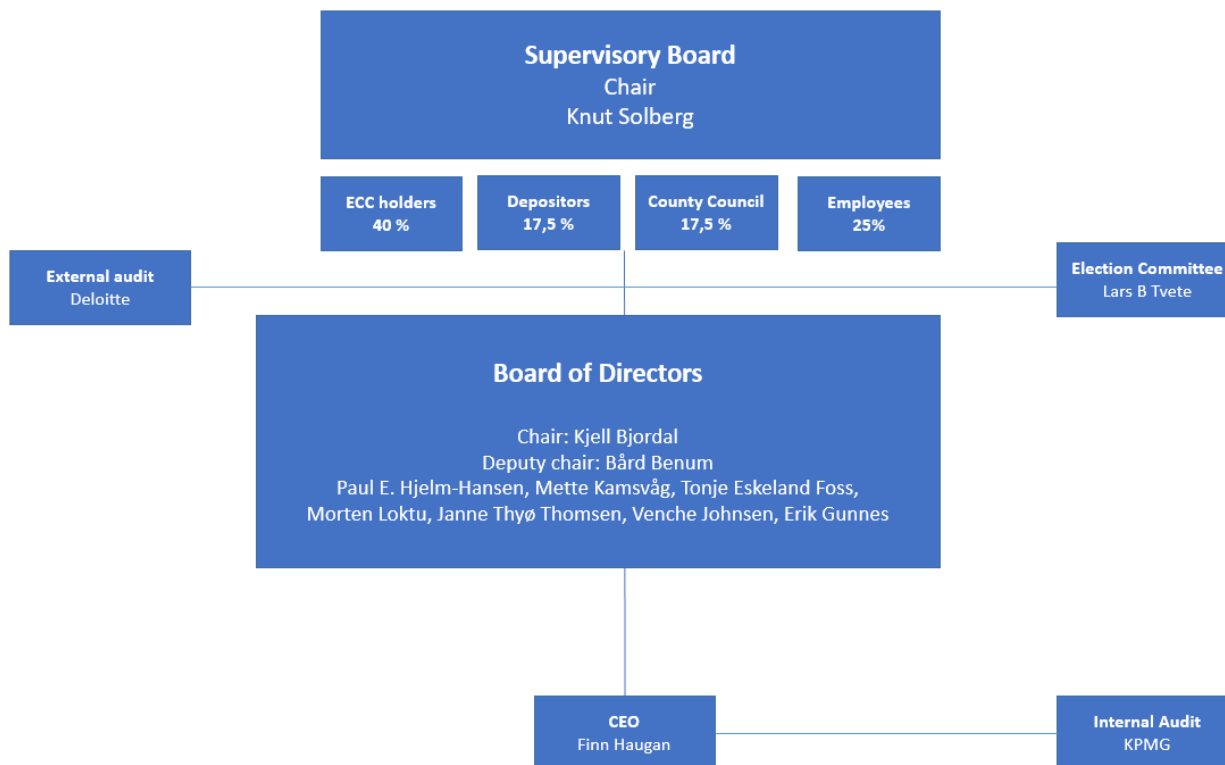 Supervisory Board
Chair
Knut Solberg
ECC holders
40 %
Depositors
17,5 %
County Council
17,5 %
Employees
25%
External audit
Deloitte
Election Committee
Lars B Tvete
Board of Directors
Chair: Kjell Bjordal
Deputy chair: Bård Benum
Paul E. Hjelm-Hansen, Mette Kamsvåg, Tonje Eskeland Foss,
Morten Loktu, Janne Thyø Thomsen, Venche Johnsen, Erik Gunnes
CEO
Finn Haugan
Internal Audit
KPMG